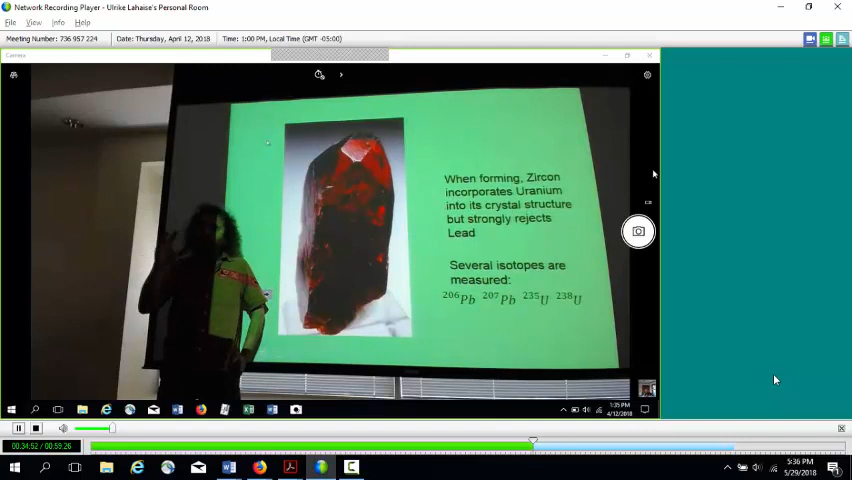 Network Recording Player - Ulrike Lahaise's Personal Room
File View Info Help
Meeting Number: 736 957 224
Date: Thursday, April 12, 2018
Time: 1:00 PM, Local Time (GMT -05:00)
Camera
When forming, Zircon
incorporates Uranium
into its crystal structure
but strongly rejects
Lead
Several isotopes are
measured:
²⁰⁶Pb ²⁰⁷Pb ²³⁵U ²³⁸U
1:35 PM
4/12/2018
00:34:52 / 00:59:26
5:36 PM
5/29/2018